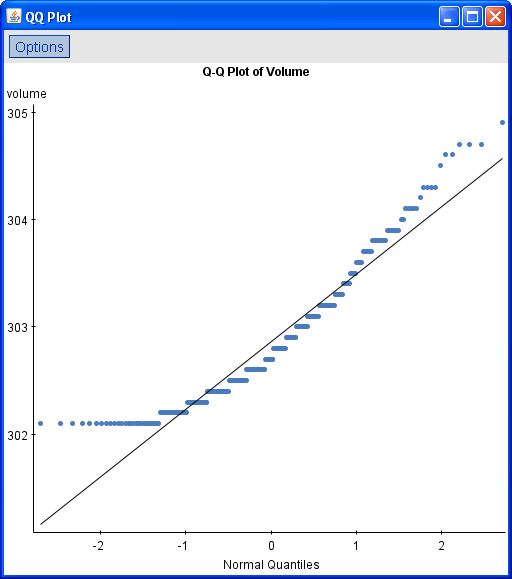 QQ Plot
Options
Q-Q Plot of Volume
volume
305
304
303
302
-2 -1 0 1 2
Normal Quantiles